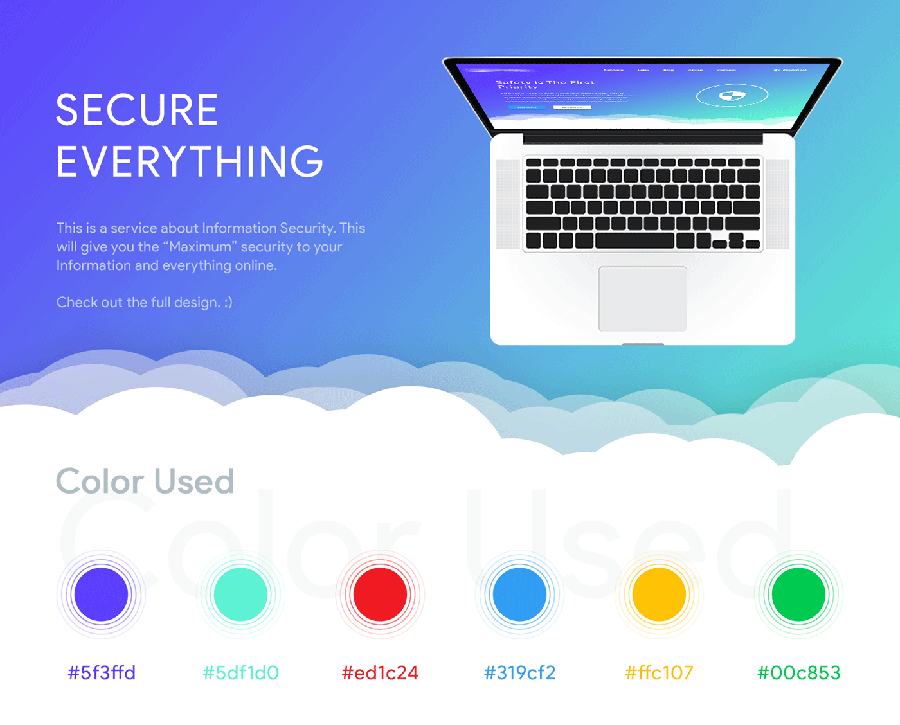 SECURE
EVERYTHING
This is a service about Information Security. This
will give you the “Maximum” security to your
Information and everything online.
Check out the full design. :)
Safety Is The First
Priority
Color Used
Color Used
#5f3ffd
#5df1d0
#ed1c24
#319cf2
#ffc107
#00c853